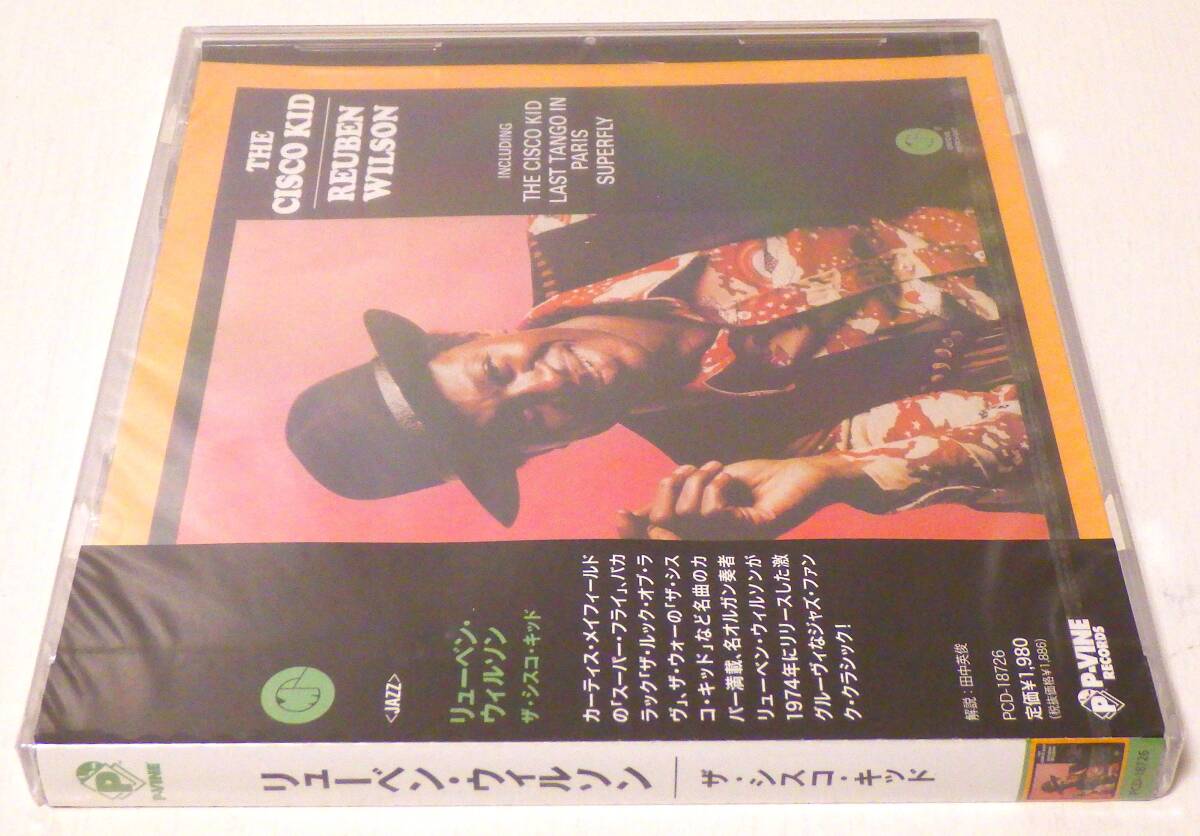 THE
CISCO KID
REUBEN
WILSON
INCLUDING
THE CISCO KID
LAST TANGO IN
PARIS
SUPERFLY
<JAZZ>
リューベン・
ウィルソン
ザ・シスコ・キッド
カーティス・メイフィールド
の「スーパー・フライ」、バカ
ラック「ザ・ルック・オブ・ラ
ヴ」、ザ・ウォーの「ザ・シス
コ・キッド」など名曲のカ
バー満載、名オルガン奏者
リューベン・ウィルソンが
1974年にリリースした激
グルーヴィなジャズ・ファン
ク・クラシック!
解説:田中英俊
PCD-18726
定価¥1,980
(税抜価格¥1,886)
P-VINE
RECORDS
P-VINE
リューベン・ウィルソン
ザ・シスコ・キッド
PCD-18726